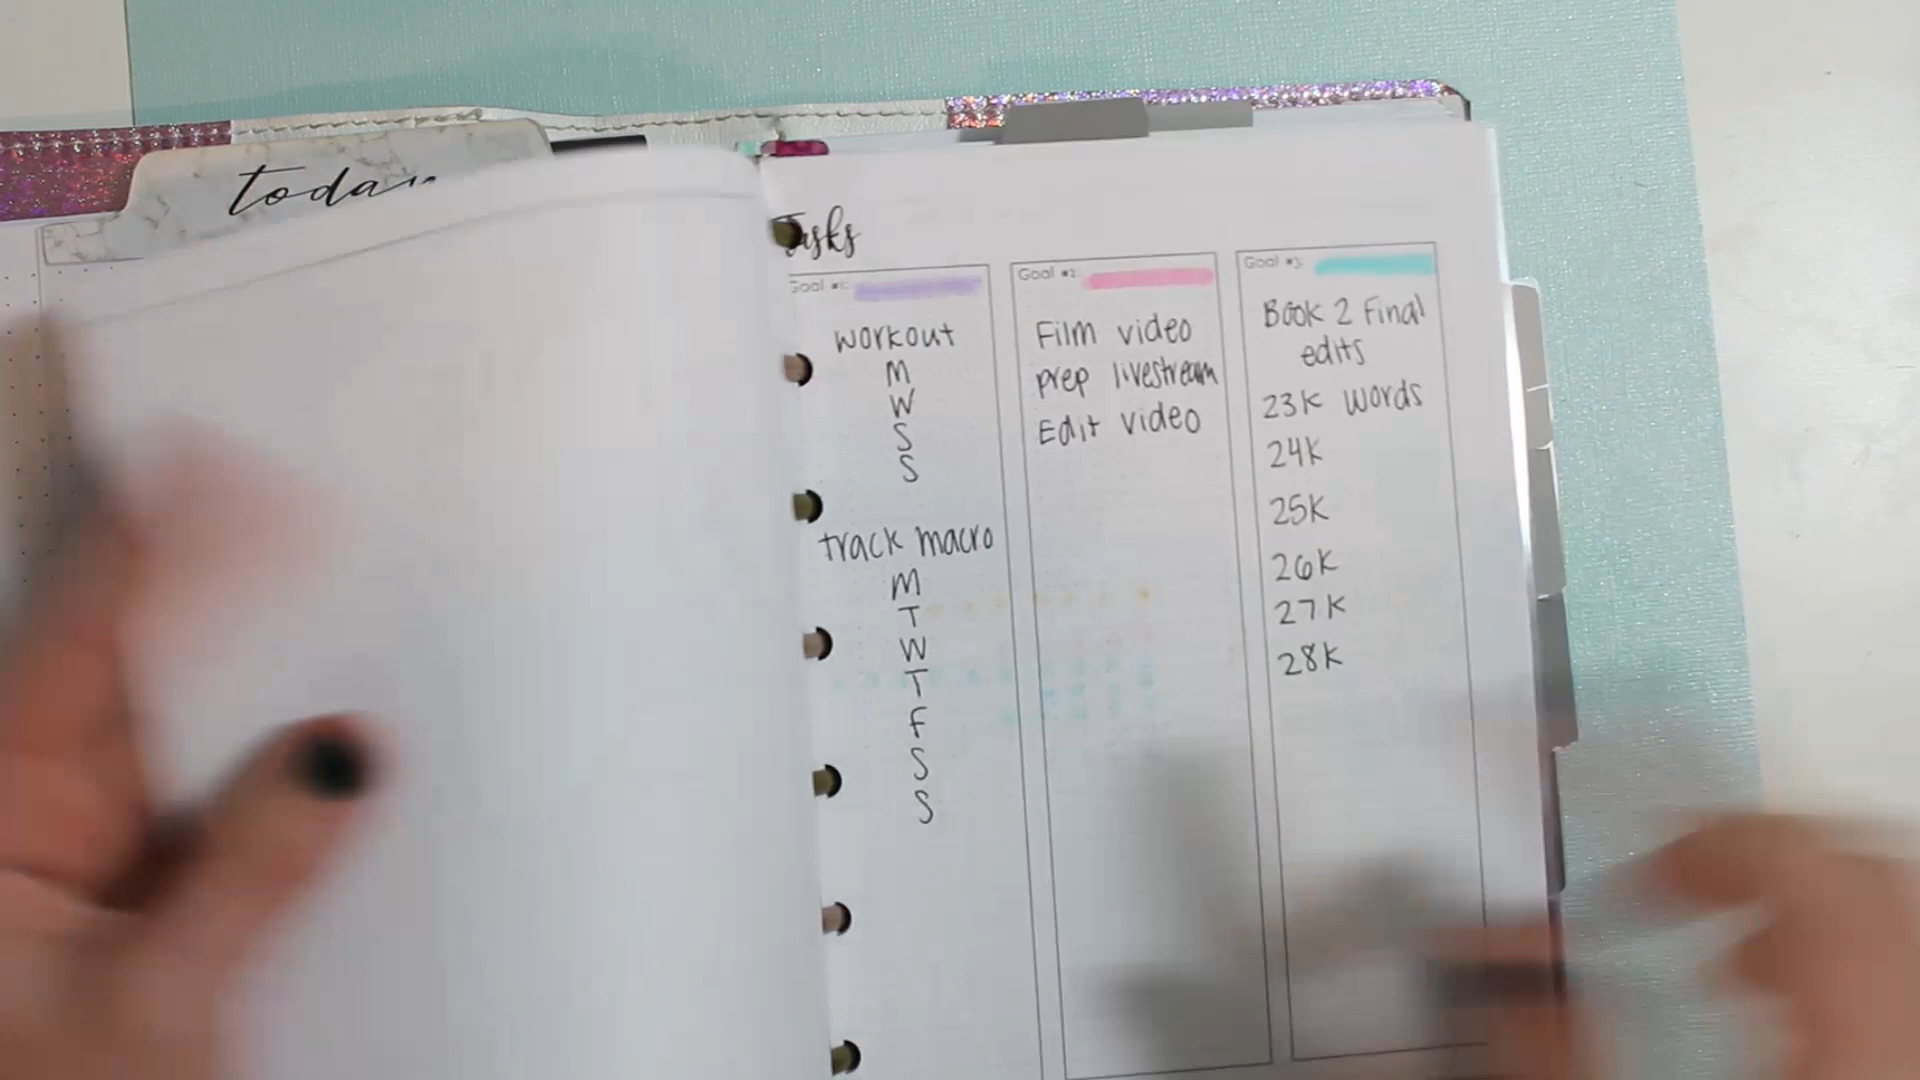 today
Tasks
Goal #1:
workout
M
W
S
S
track macro
M
T
W
T
F
S
S
Goal #2:
Film video
prep livestream
Edit video
Goal #3:
Book 2 Final
edits
23K words
24K
25K
26K
27K
28K